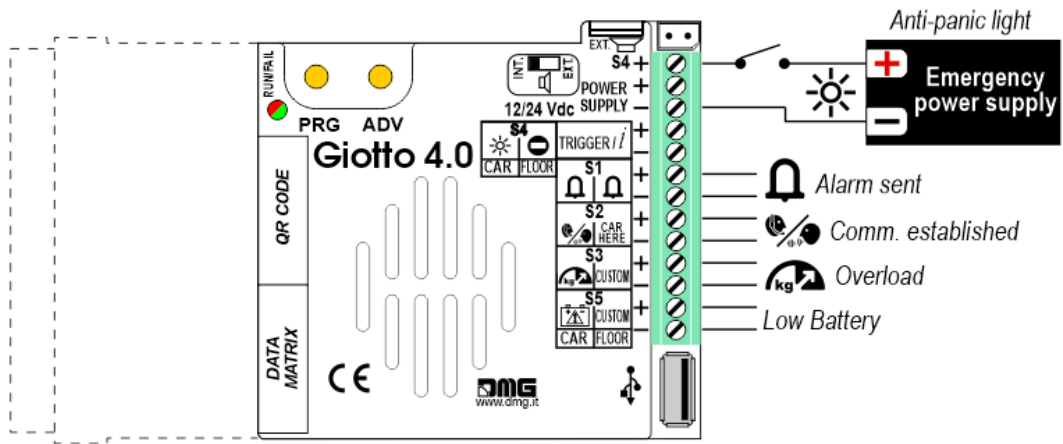 Anti-panic light
Emergency
power supply
EXT.
S4 +
INT.
EXT.
POWER +
SUPPLY −
12/24 Vdc
RUN/FAIL
PRG ADV
Giotto 4.0
S4
TRIGGER / i
+
−
CAR FLOOR
S1
+
−
Alarm sent
S2
CAR
HERE
+
−
Comm. established
S3
kg
CUSTOM
+
−
kg
Overload
S5
CUSTOM
+
−
Low Battery
CAR FLOOR
QR CODE
DATA
MATRIX
CE
DMG
www.dmg.it